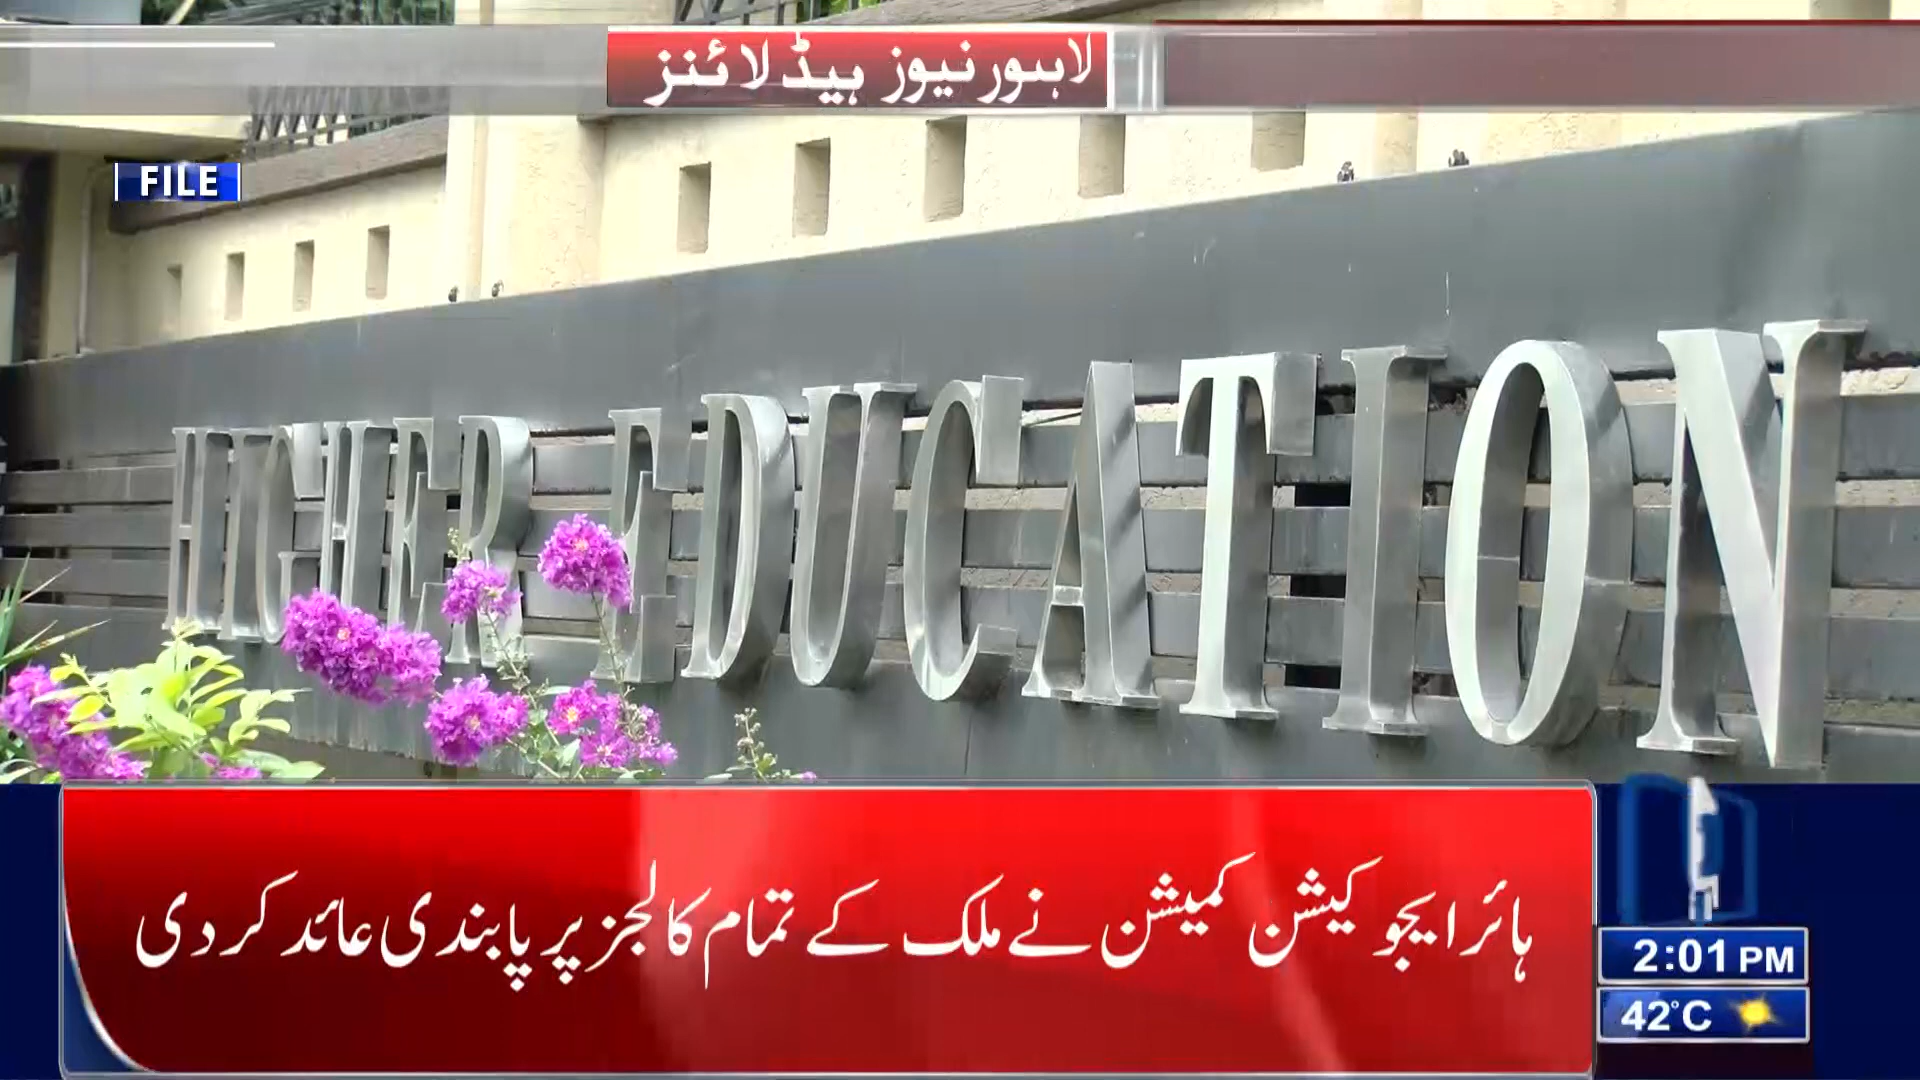 لاہور نیوز ہیڈ لائنز
FILE
HIGHER EDUCATION
ہائر ایجوکیشن کمیشن نے ملک کے تمام کالجز پر پابندی عائد کر دی
2:01 PM
42°C